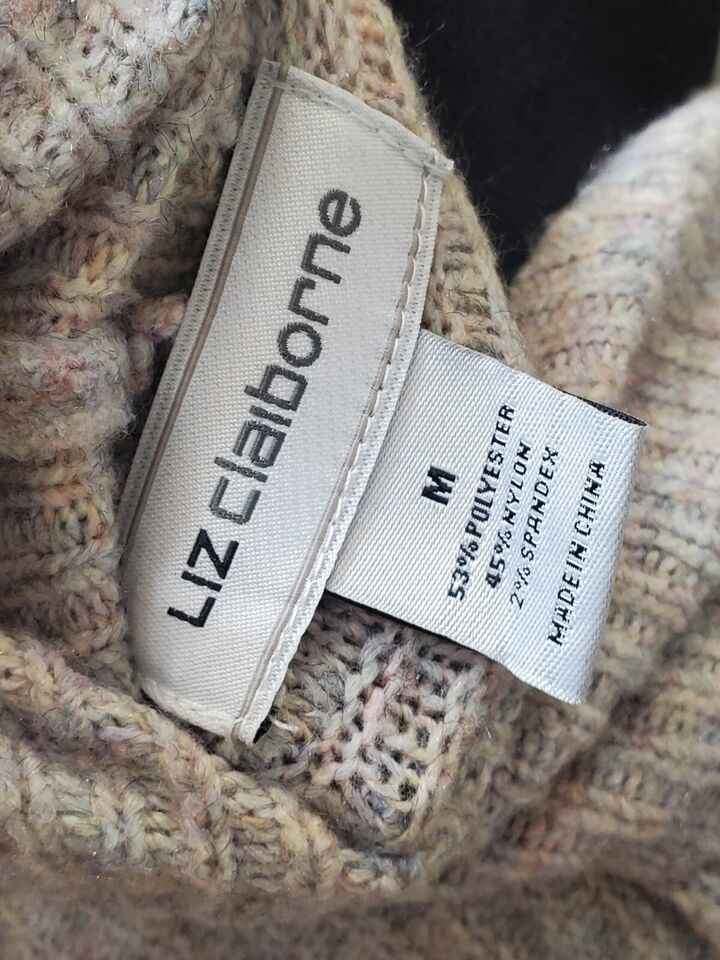 LIZ claiborne
M
53% POLYESTER
45% NYLON
2% SPANDEX
MADE IN CHINA